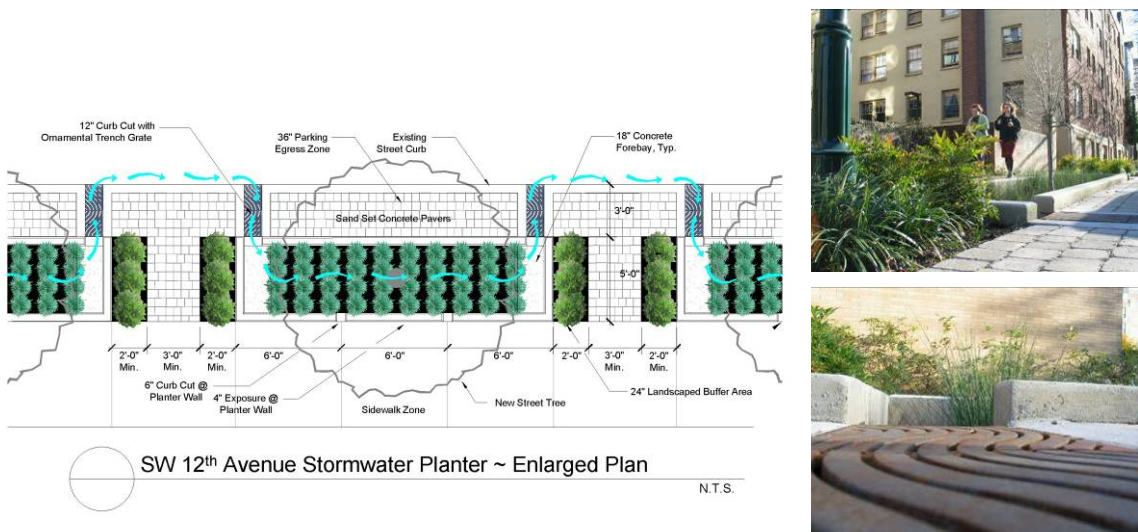 12" Curb Cut with
Ornamental Trench Grate
36" Parking
Egress Zone
Existing
Street Curb
18" Concrete
Forebay, Typ.
Sand Set Concrete Pavers
3'-0"
5'-0"
2'-0"
Min.
3'-0"
Min.
2'-0"
Min.
6'-0"
6'-0"
6'-0"
2'-0"
Min.
3'-0"
Min.
2'-0"
Min.
6" Curb Cut @
Planter Wall
4" Exposure @
Planter Wall
Sidewalk Zone
New Street Tree
24" Landscaped Buffer Area
SW 12th Avenue Stormwater Planter ~ Enlarged Plan
N.T.S.